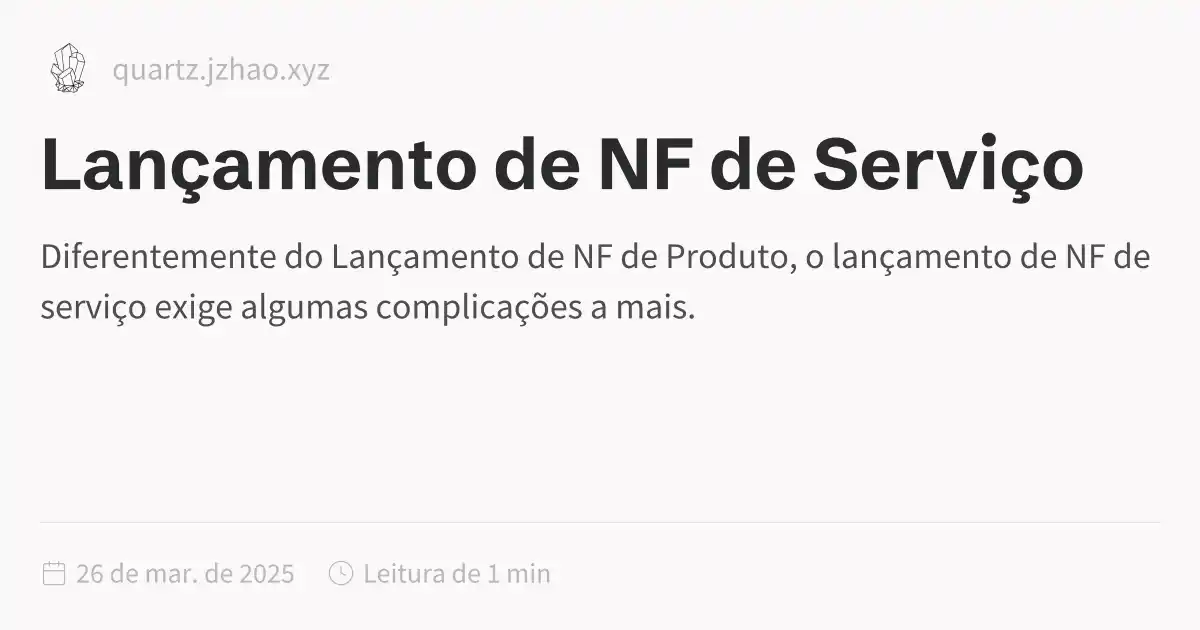 quartz.jzhao.xyz
Lançamento de NF de Serviço
Diferentemente do Lançamento de NF de Produto, o lançamento de NF de
serviço exige algumas complicações a mais.
26 de mar. de 2025 Leitura de 1 min